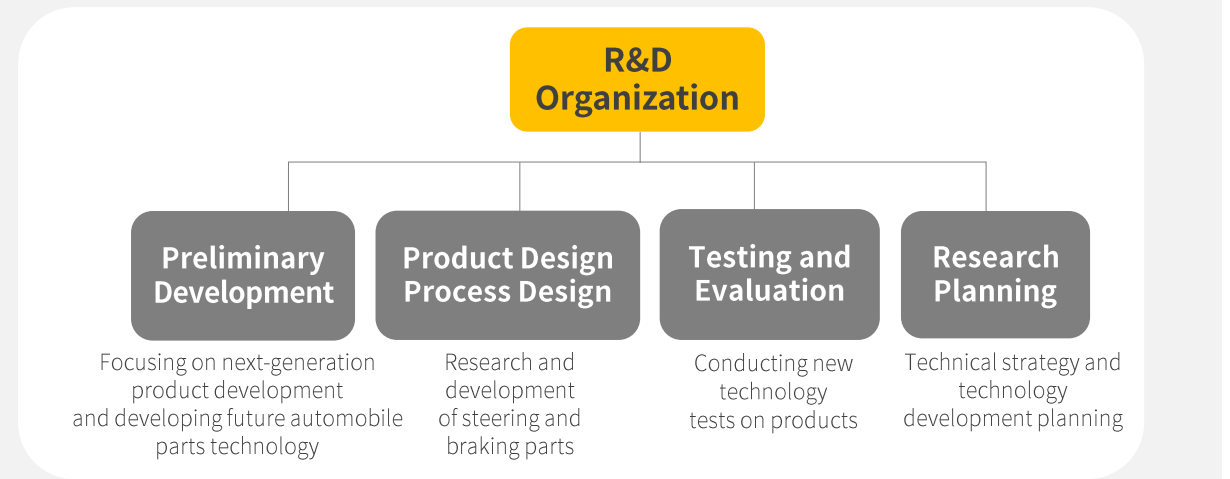 R&D
Organization
Preliminary
Development
Focusing on next-generation
product development
and developing future automobile
parts technology
Product Design
Process Design
Research and
development
of steering and
braking parts
Testing and
Evaluation
Conducting new
technology
tests on products
Research
Planning
Technical strategy and
technology
development planning